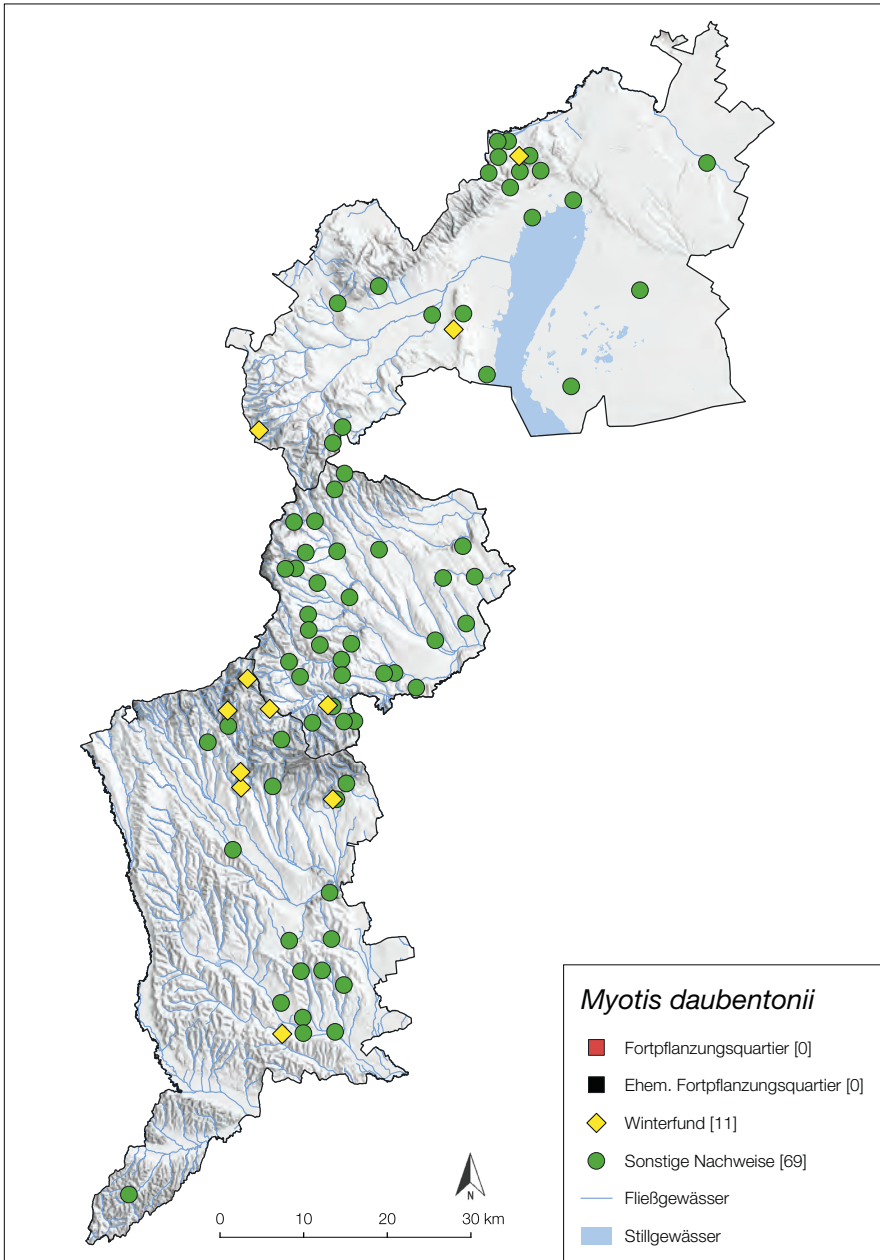 Myotis daubentonii
Fortpflanzungsquartier [0]
Ehem. Fortpflanzungsquartier [0]
Winterfund [11]
Sonstige Nachweise [69]
Fließgewässer
Stillgewässer
N
0 10 20 30 km